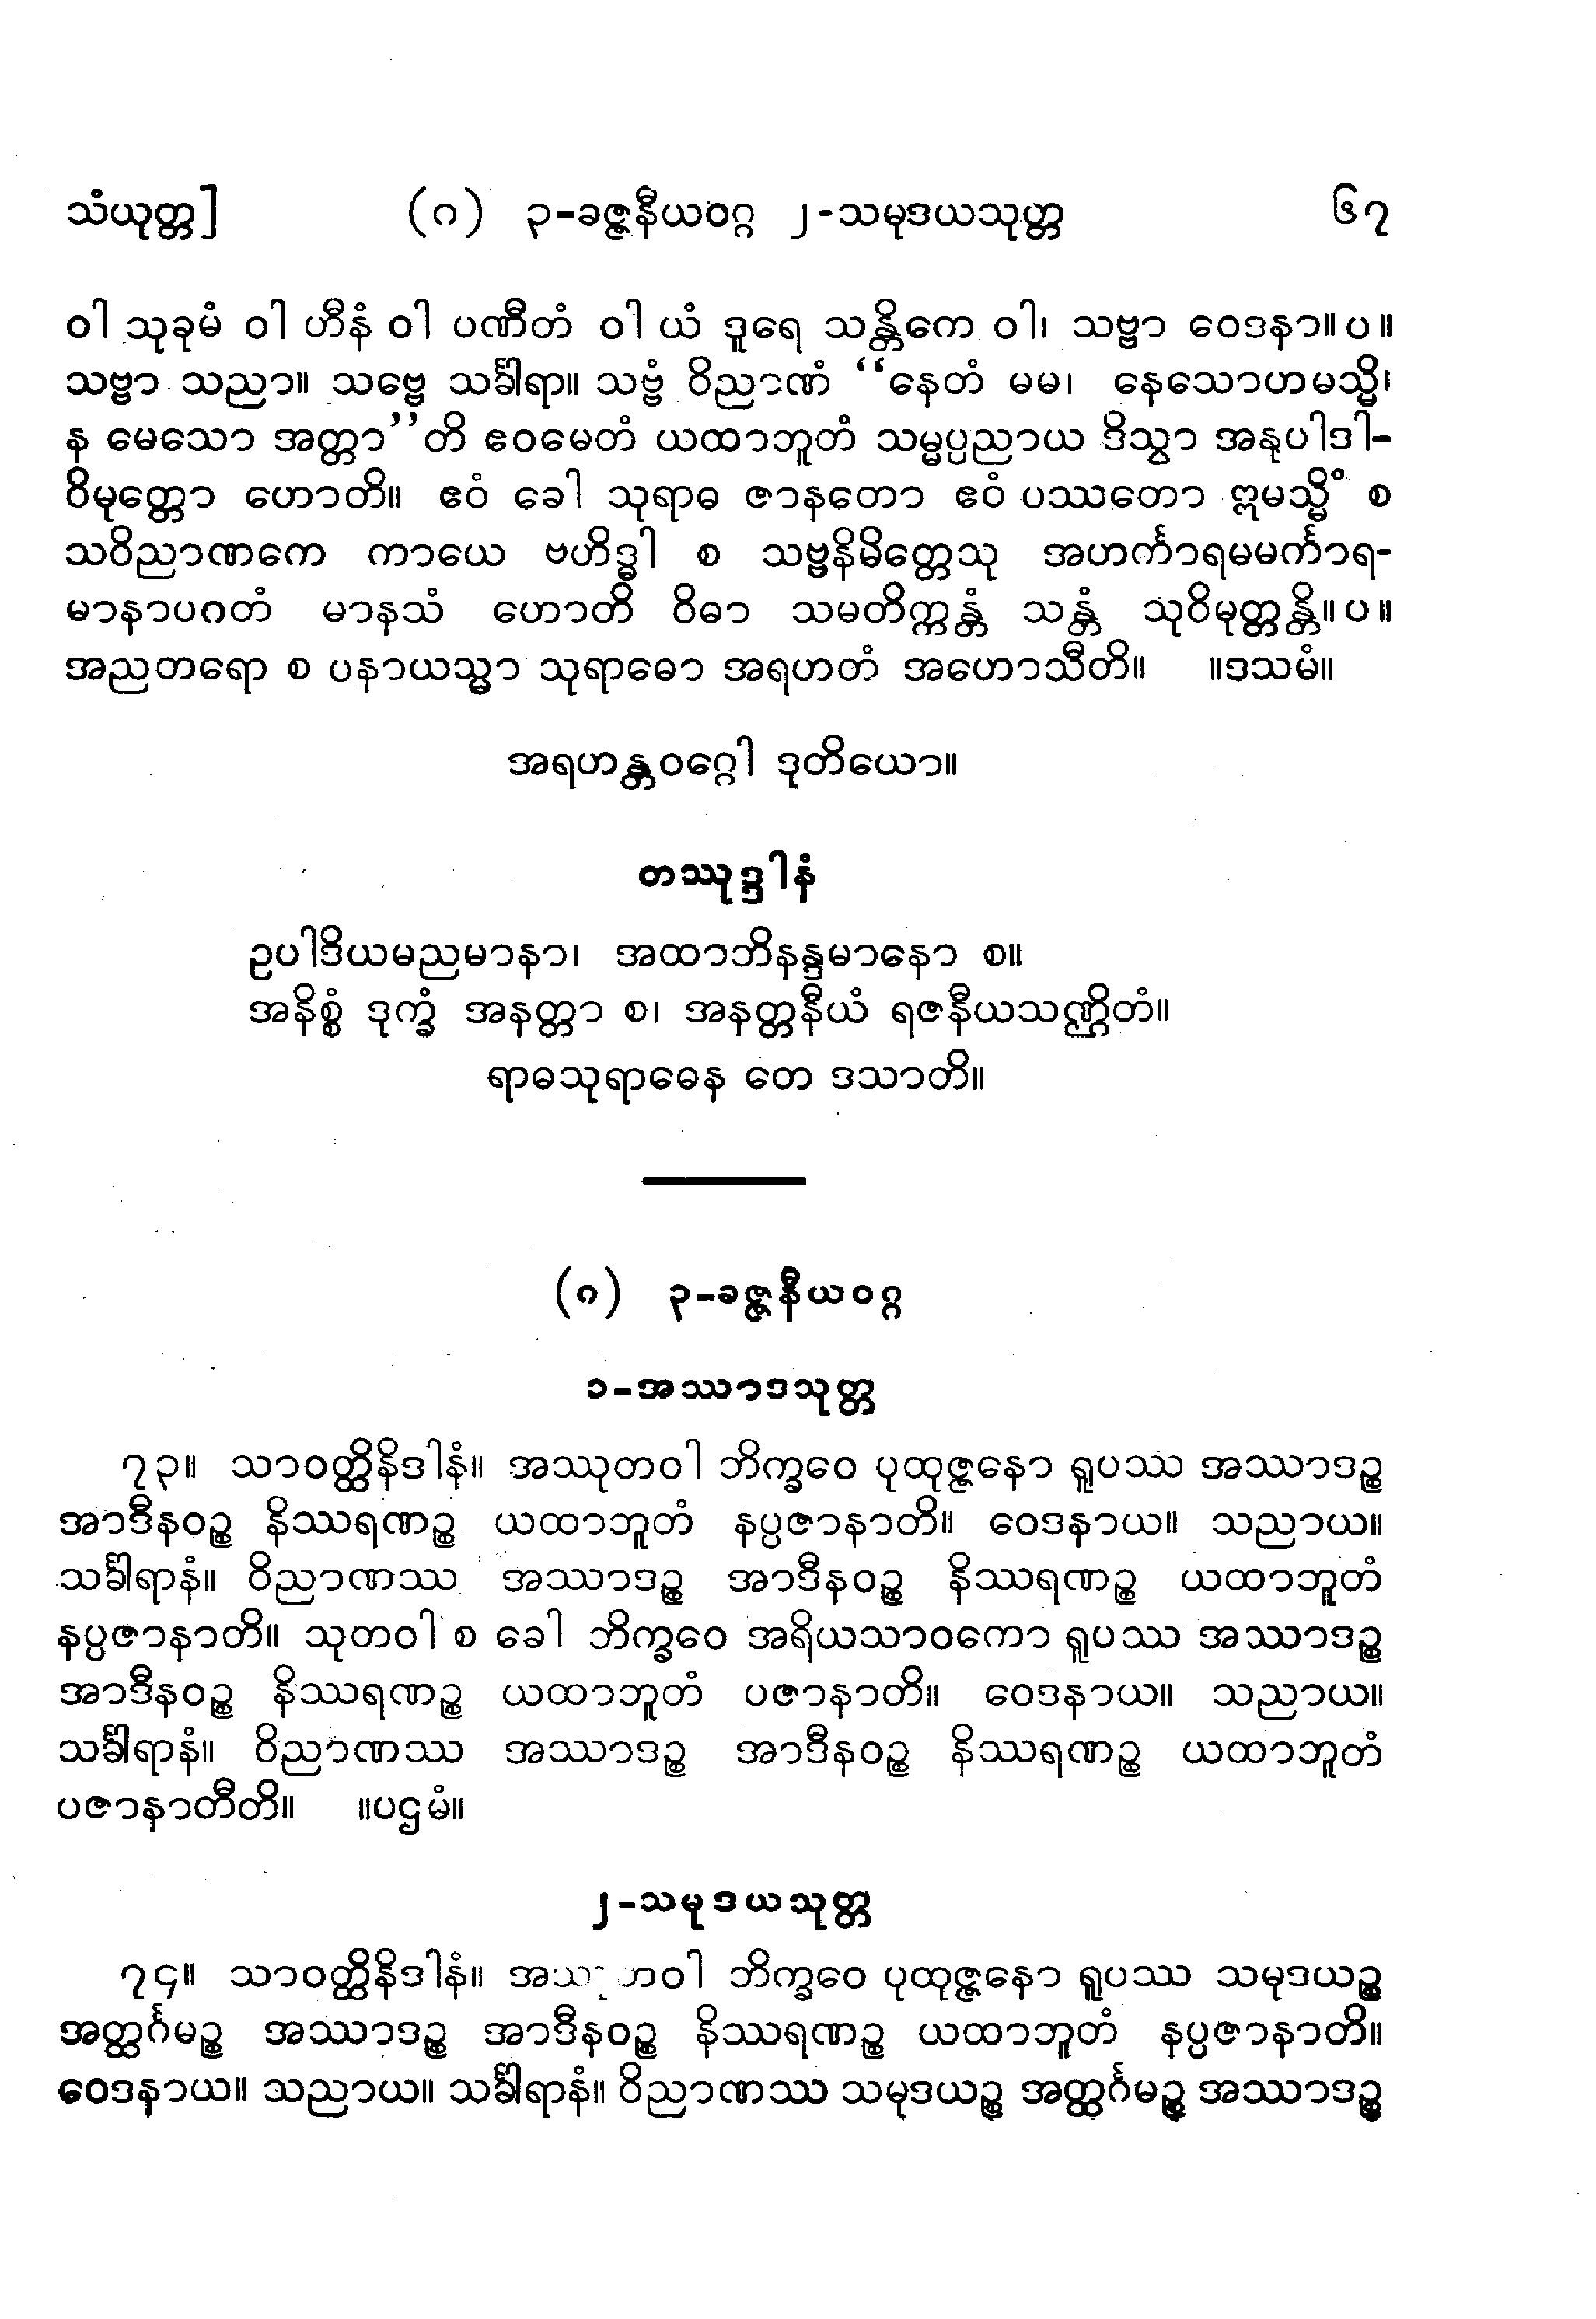 သံယုတ္တ]	(ဂ) ၃-ခဇ္ဇနီယဝဂ္ဂ ၂-သမုဒယသုတ္တ	၆၇
ဝါ သုခုမံ ဝါ ဟီနံ ဝါ ပဏီတံ ဝါ ယံ ဒူရေ သန္တိကေ ဝါ၊ သဗ္ဗာ ဝေဒနာ။ပ။
သဗ္ဗာ သညာ။ သဗ္ဗေ သင်္ခါရာ။ သဗ္ဗံ ဝိညာဏံ “နေတံ မမ၊ နေသောဟမသ္မိ၊
န မေသော အတ္တာ”တိ ဧဝမေတံ ယထာဘူတံ သမ္မပ္ပညာယ ဒိသွာ အနုပါဒါ-
ဝိမုတ္တော ဟောတိ။ ဧဝံ ခေါ သုရာဓ ဇာနတော ဧဝံ ပဿတော ဣမသ္မိံ စ
သဝိညာဏကေ ကာယေ ဗဟိဒ္ဓါ စ သဗ္ဗနိမိတ္တေသု အဟင်္ကာရမမင်္ကာရ-
မာနာပဂတံ မာနသံ ဟောတိ ဝိဓာ သမတိက္ကန္တံ သန္တံ သုဝိမုတ္တန္တိ။ပ။
အညတရော စ ပနာယသ္မာ သုရာဓော အရဟတံ အဟောသီတိ။ ။ဒသမံ။
အရဟန္တဝဂ္ဂေါ ဒုတိယော။
တဿုဒ္ဒါနံ
ဥပါဒိယမညမာနာ၊ အထာဘိနန္ဒမာနော စ။
အနိစ္စံ ဒုက္ခံ အနတ္တာ စ၊ အနတ္တနီယံ ရဇနီယသဏ္ဌိတံ။
ရာဓသုရာဓေန တေ ဒသာတိ။
(ဂ) ၃-ခဇ္ဇနီယဝဂ္ဂ
၁-အဿာဒသုတ္တ
၇၃။ သာဝတ္ထိနိဒါနံ။ အဿုတဝါ ဘိက္ခဝေ ပုထုဇ္ဇနော ရူပဿ အဿာဒဉ္စ
အာဒီနဝဉ္စ နိဿရဏဉ္စ ယထာဘူတံ နပ္ပဇာနာတိ။ ဝေဒနာယ။ သညာယ။
သင်္ခါရာနံ။ ဝိညာဏဿ အဿာဒဉ္စ အာဒီနဝဉ္စ နိဿရဏဉ္စ ယထာဘူတံ
နပ္ပဇာနာတိ။ သုတဝါ စ ခေါ ဘိက္ခဝေ အရိယသာဝကော ရူပဿ အဿာဒဉ္စ
အာဒီနဝဉ္စ နိဿရဏဉ္စ ယထာဘူတံ ပဇာနာတိ။ ဝေဒနာယ။ သညာယ။
သင်္ခါရာနံ။ ဝိညာဏဿ အဿာဒဉ္စ အာဒီနဝဉ္စ နိဿရဏဉ္စ ယထာဘူတံ
ပဇာနာတီတိ။ ။ပဌမံ။
၂-သမုဒယသုတ္တ
၇၄။ သာဝတ္ထိနိဒါနံ။ ဘိက္ခဝေ ပုထုဇ္ဇနော ရူပဿ သမုဒယဉ္စ
အတ္ထင်္ဂမဉ္စ အဿာဒဉ္စ အာဒီနဝဉ္စ နိဿရဏဉ္စ ယထာဘူတံ နပ္ပဇာနာတိ။
ဝေဒနာယ။ သညာယ။ သင်္ခါရာနံ။ ဝိညာဏဿ သမုဒယဉ္စ အတ္ထင်္ဂမဉ္စ အဿာဒဉ္စ